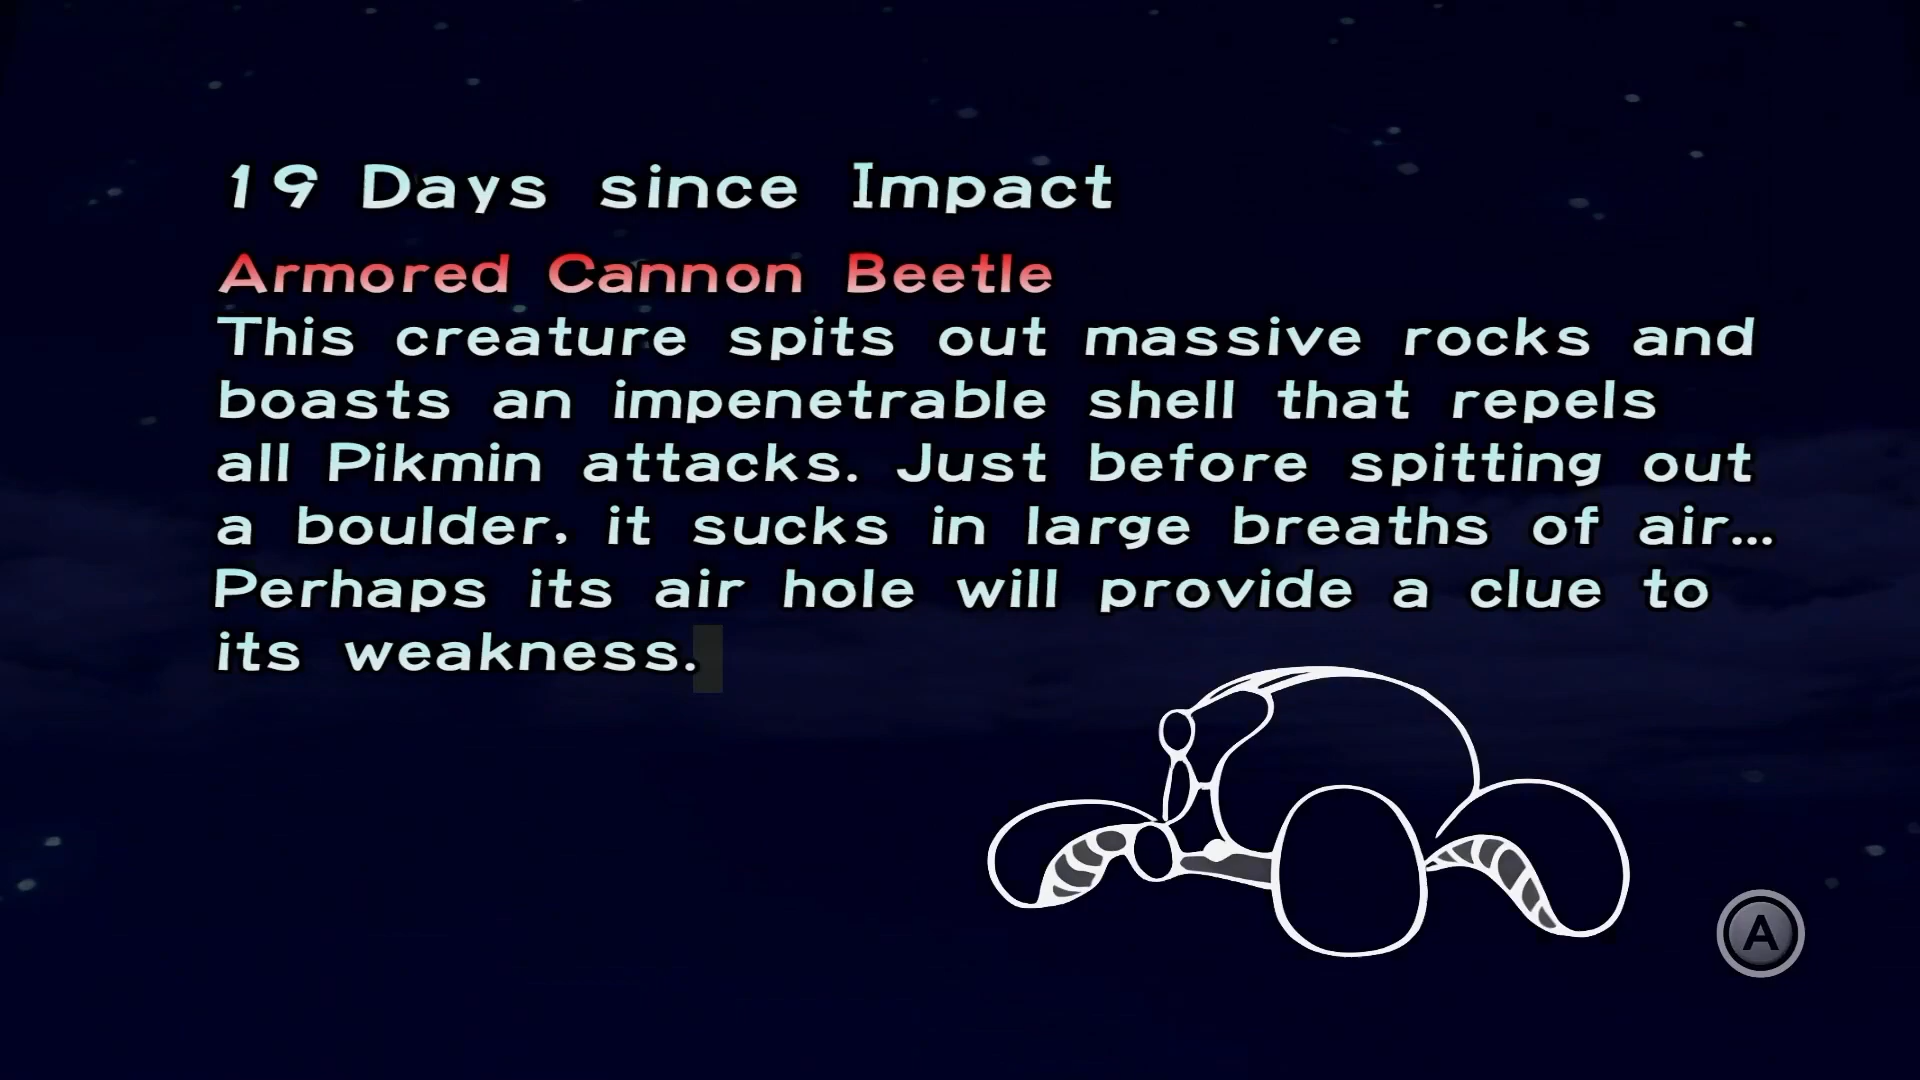 19 Days since Impact
Armored Cannon Beetle
This creature spits out massive rocks and
boasts an impenetrable shell that repels
all Pikmin attacks. Just before spitting out
a boulder, it sucks in large breaths of air...
Perhaps its air hole will provide a clue to
its weakness.
A